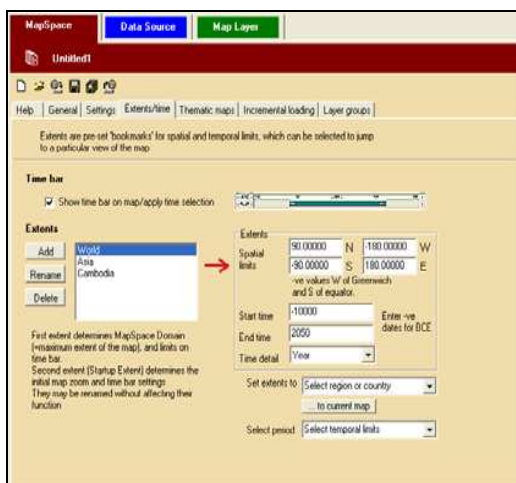 MapSpace Data Source Map Layer
Untitled1
Help General Settings Extents/time Thematic maps Incremental loading Layer groups
Extents are pre-set 'bookmarks' for spatial and temporal limits, which can be selected to jump
to a particular view of the map
Time bar
Show time bar on map/apply time selection
Extents
Add
Rename
Delete
World
Asia
Cambodia
First extent determines MapSpace Domain
(=maximum extent of the map), and limits on
time bar.
Second extent (Startup Extent) determines the
initial map zoom and time bar settings
They may be renamed without affecting their
function
Extents
Spatial
limits
90.00000 N -180.00000 W
-90.00000 S 180.00000 E
-ve values W of Greenwich
and S of equator.
Start time -10000
End time 2050
Enter -ve
dates for BCE
Time detail Year
Set extents to Select region or country
... to current map
Select period Select temporal limits